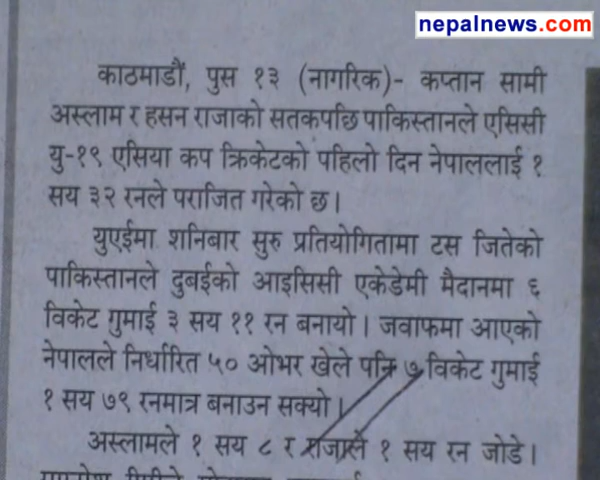 nepalnews.com
काठमाडौं, पुस १३ (नागरिक)- कप्तान सामी
अस्लाम र हसन राजाको सतकपछि पाकिस्तानले एसिसी
यु-१९ एसिया कप क्रिकेटको पहिलो दिन नेपाललाई १
सय ३२ रनले पराजित गरेको छ।
युएईमा शनिबार सुरु प्रतियोगितामा टस जितेको
पाकिस्तानले दुबईको आइसिसी एकेडेमी मैदानमा ६
विकेट गुमाई ३ सय ११ रन बनायो। जवाफमा आएको
नेपालले निर्धारित ५० ओभर खेले पनि ७ विकेट गुमाई
१ सय ७९ रनमात्र बनाउन सक्यो।
अस्लामले १ सय ८ र राजाले १ सय रन जोडे।